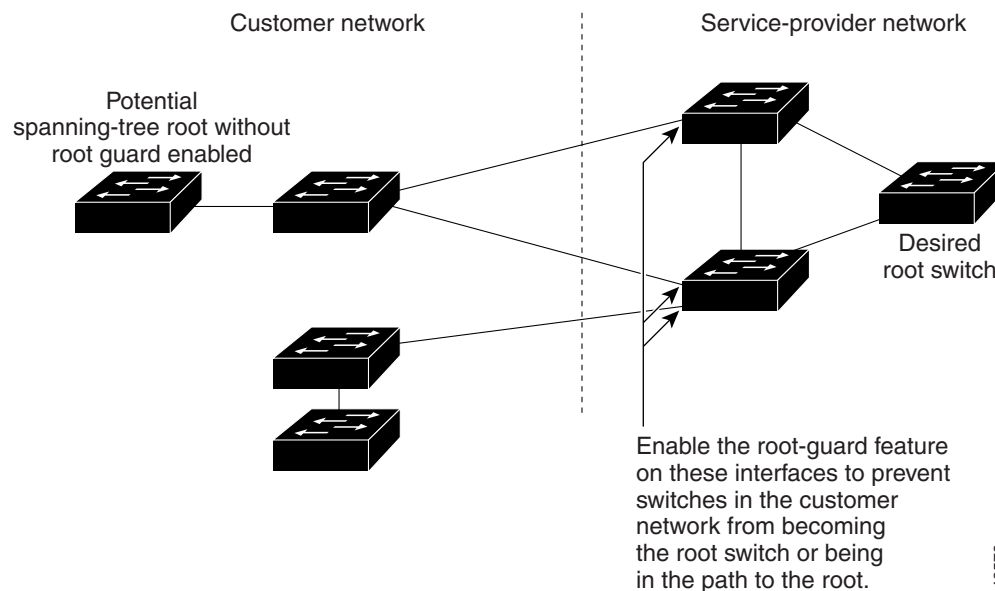 Customer network
Service-provider network
Potential
spanning-tree root without
root guard enabled
Desired
root switch
Enable the root-guard feature
on these interfaces to prevent
switches in the customer
network from becoming
the root switch or being
in the path to the root.